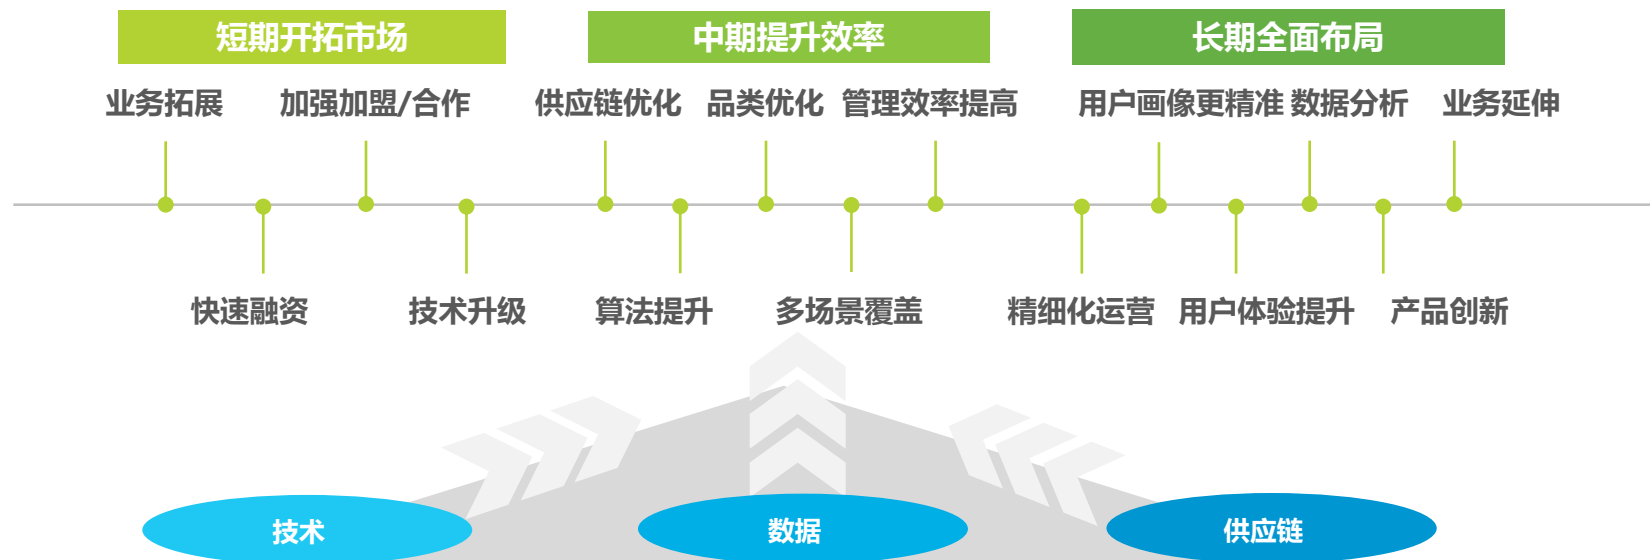 短期开拓市场
中期提升效率
长期全面布局
业务拓展
加强加盟/合作
供应链优化
品类优化
管理效率提高
用户画像更精准
数据分析
业务延伸
快速融资
技术升级
算法提升
多场景覆盖
精细化运营
用户体验提升
产品创新
技术
数据
供应链